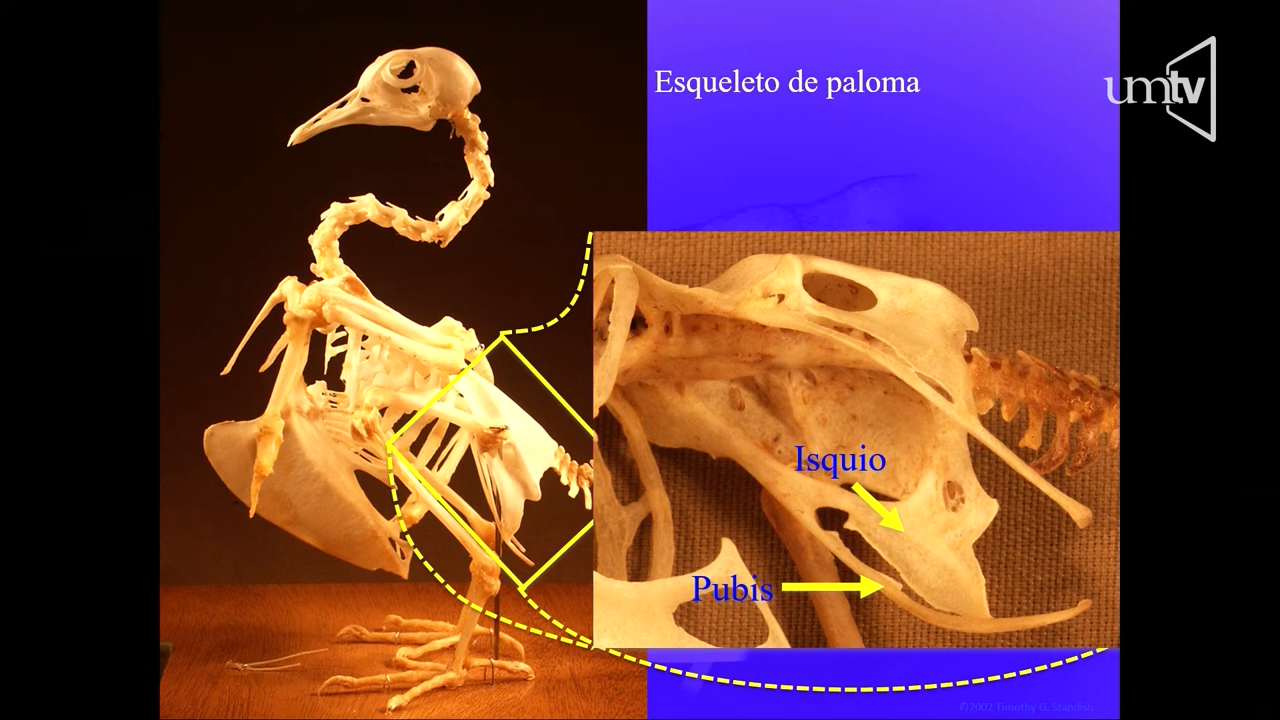 Esqueleto de paloma
umtv
Isquio
Pubis
©2002 Timothy G. Standish